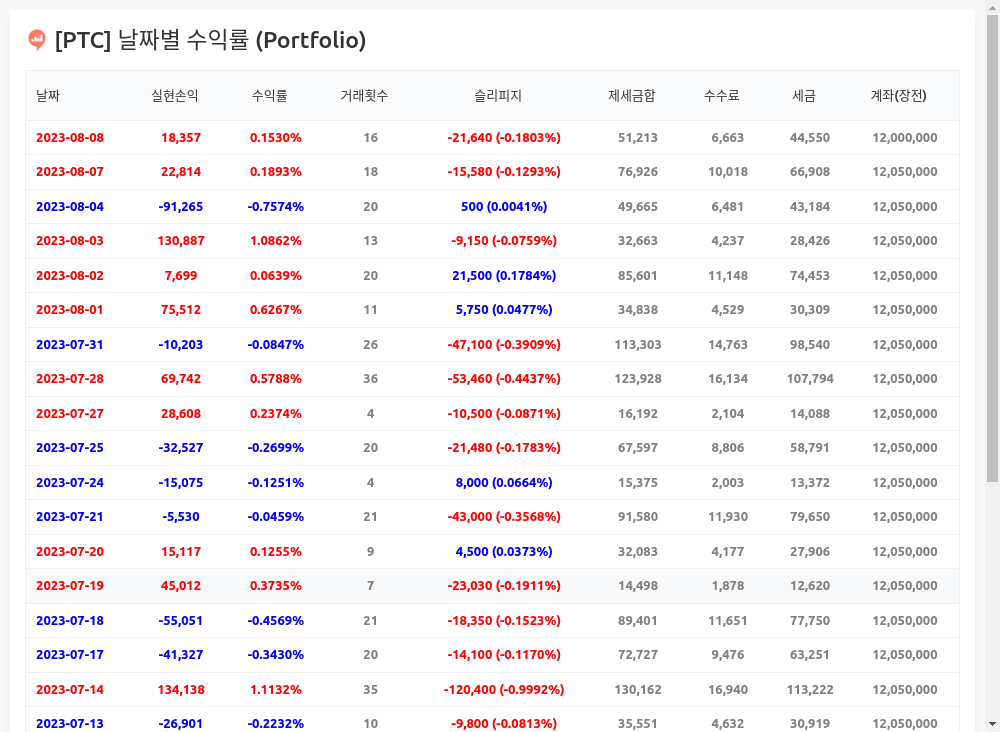 [PTC] 날짜별 수익률 (Portfolio)
날짜 실현손익 수익률 거래횟수 슬리피지 제세금합 수수료 세금 계좌(장전)
2023-08-08 18,357 0.1530% 16 -21,640 (-0.1803%) 51,213 6,663 44,550 12,000,000
2023-08-07 22,814 0.1893% 18 -15,580 (-0.1293%) 76,926 10,018 66,908 12,050,000
2023-08-04 -91,265 -0.7574% 20 500 (0.0041%) 49,665 6,481 43,184 12,050,000
2023-08-03 130,887 1.0862% 13 -9,150 (-0.0759%) 32,663 4,237 28,426 12,050,000
2023-08-02 7,699 0.0639% 20 21,500 (0.1784%) 85,601 11,148 74,453 12,050,000
2023-08-01 75,512 0.6267% 11 5,750 (0.0477%) 34,838 4,529 30,309 12,050,000
2023-07-31 -10,203 -0.0847% 26 -47,100 (-0.3909%) 113,303 14,763 98,540 12,050,000
2023-07-28 69,742 0.5788% 36 -53,460 (-0.4437%) 123,928 16,134 107,794 12,050,000
2023-07-27 28,608 0.2374% 4 -10,500 (-0.0871%) 16,192 2,104 14,088 12,050,000
2023-07-25 -32,527 -0.2699% 20 -21,480 (-0.1783%) 67,597 8,806 58,791 12,050,000
2023-07-24 -15,075 -0.1251% 4 8,000 (0.0664%) 15,375 2,003 13,372 12,050,000
2023-07-21 -5,530 -0.0459% 21 -43,000 (-0.3568%) 91,580 11,930 79,650 12,050,000
2023-07-20 15,117 0.1255% 9 4,500 (0.0373%) 32,083 4,177 27,906 12,050,000
2023-07-19 45,012 0.3735% 7 -23,030 (-0.1911%) 14,498 1,878 12,620 12,050,000
2023-07-18 -55,051 -0.4569% 21 -18,350 (-0.1523%) 89,401 11,651 77,750 12,050,000
2023-07-17 -41,327 -0.3430% 20 -14,100 (-0.1170%) 72,727 9,476 63,251 12,050,000
2023-07-14 134,138 1.1132% 35 -120,400 (-0.9992%) 130,162 16,940 113,222 12,050,000
2023-07-13 -26,901 -0.2232% 10 -9,800 (-0.0813%) 35,551 4,632 30,919 12,050,000